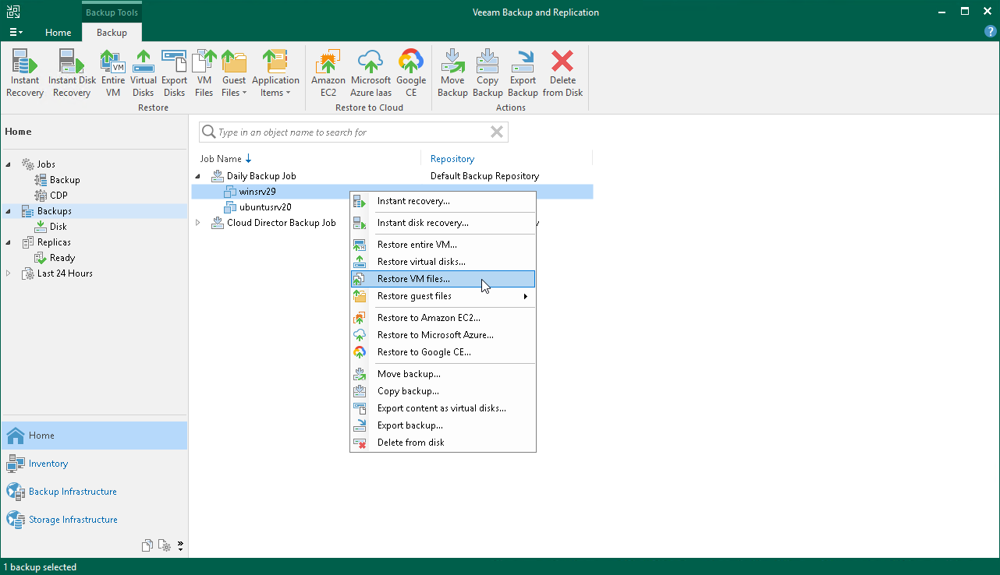 Backup Tools
Veeam Backup and Replication
Home
Backup
?
Instant Recovery
Instant Disk Recovery
Entire VM
Virtual Disks
Export Disks
VM Files
Guest Files
Application Items
Restore
Amazon EC2
Microsoft Azure Iaas
Google CE
Restore to Cloud
Move Backup
Copy Backup
Export Backup
Delete from Disk
Actions
Home
Jobs
Backup
CDP
Backups
Disk
Replicas
Ready
Last 24 Hours
Home
Inventory
Backup Infrastructure
Storage Infrastructure
Type in an object name to search for
Job Name
Repository
Daily Backup Job
Default Backup Repository
winsrv29
ubuntusrv20
Cloud Director Backup Job
Instant recovery...
Instant disk recovery...
Restore entire VM...
Restore virtual disks...
Restore VM files...
Restore guest files
Restore to Amazon EC2...
Restore to Microsoft Azure...
Restore to Google CE...
Move backup...
Copy backup...
Export content as virtual disks...
Export backup...
Delete from disk
1 backup selected